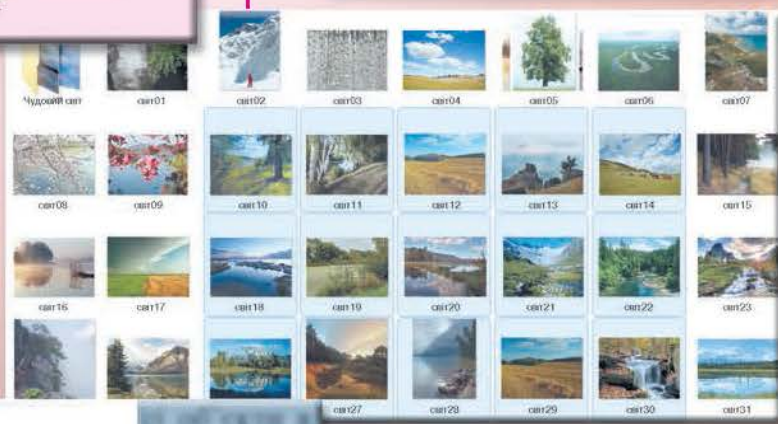 Чудовий світ світ01 світ02 світ03 світ04 світ05 світ06 світ07
світ08 світ09 світ10 світ11 світ12 світ13 світ14 світ15
світ16 світ17 світ18 світ19 світ20 світ21 світ22 світ23
світ27 світ28 світ29 світ30 світ31